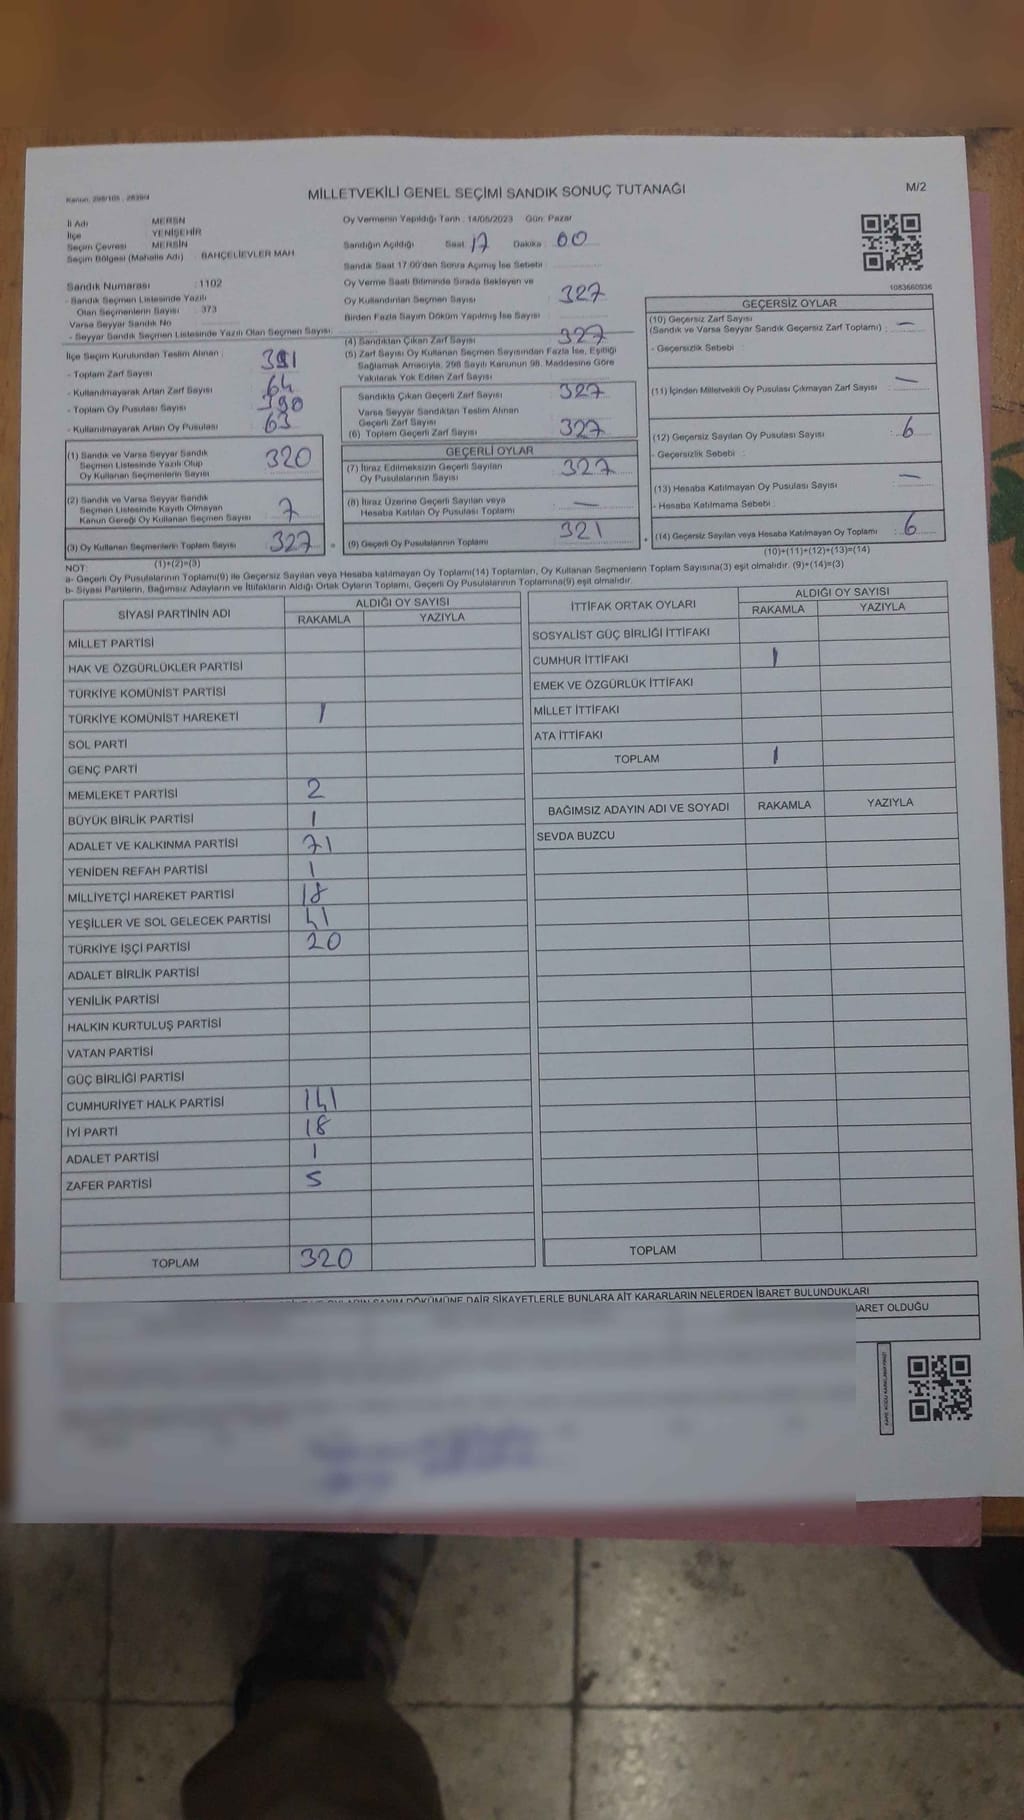 Kanun: 298/105 , 2839/4
MİLLETVEKİLİ GENEL SEÇİMİ SANDIK SONUÇ TUTANAĞI
M/2
İl Adı MERSİN
İlçe YENİŞEHİR
Seçim Çevresi MERSİN
Seçim Bölgesi (Mahalle Adı) BAHÇELİEVLER MAH
Sandık Numarası :1102
- Sandık Seçmen Listesinde Yazılı
Olan Seçmenlerin Sayısı : 373
Varsa Seyyar Sandık No
- Seyyar Sandık Seçmen Listesinde Yazılı Olan Seçmen Sayısı:
İlçe Seçim Kurulundan Teslim Alınan :
- Toplam Zarf Sayısı 391
- Kullanılmayarak Artan Zarf Sayısı 64
- Toplam Oy Pusulası Sayısı 390
- Kullanılmayarak Artan Oy Pusulası 63
(1) Sandık ve Varsa Seyyar Sandık
Seçmen Listesinde Yazılı Olup
Oy Kullanan Seçmenlerin Sayısı 320
(2) Sandık ve Varsa Seyyar Sandık
Seçmen Listesinde Kayıtlı Olmayan
Kanun Gereği Oy Kullanan Seçmen Sayısı 7
(3) Oy Kullanan Seçmenlerin Toplam Sayısı 327
(1)+(2)=(3)
Oy Vermenin Yapıldığı Tarih : 14/05/2023 Gün: Pazar
Sandığın Açıldığı Saat 17 Dakika : 00
Sandık Saat 17:00'den Sonra Açılmış İse Sebebi
Oy Verme Saati Bitiminde Sırada Bekleyen ve
Oy Kullandırılan Seçmen Sayısı 327
Birden Fazla Sayım Döküm Yapılmış İse Sayısı
(4) Sandıktan Çıkan Zarf Sayısı 327
(5) Zarf Sayısı Oy Kullanan Seçmen Sayısından Fazla İse, Eşitliği
Sağlamak Amacıyla, 298 Sayılı Kanunun 98. Maddesine Göre
Yakılarak Yok Edilen Zarf Sayısı
Sandıkta Çıkan Geçerli Zarf Sayısı 327
Varsa Seyyar Sandıktan Teslim Alınan
Geçerli Zarf Sayısı
(6) Toplam Geçerli Zarf Sayısı 327
GEÇERLİ OYLAR
(7) İtiraz Edilmeksizin Geçerli Sayılan
Oy Pusulalarının Sayısı 327
(8) İtiraz Üzerine Geçerli Sayılan veya
Hesaba Katılan Oy Pusulası Toplamı —
(9) Geçerli Oy Pusulalarının Toplamı 321
1083660936
GEÇERSİZ OYLAR
(10) Geçersiz Zarf Sayısı
(Sandık ve Varsa Seyyar Sandık Geçersiz Zarf Toplamı) : —
- Geçersizlik Sebebi :
(11) İçinden Milletvekili Oy Pusulası Çıkmayan Zarf Sayısı —
(12) Geçersiz Sayılan Oy Pusulası Sayısı 6
- Geçersizlik Sebebi :
(13) Hesaba Katılmayan Oy Pusulası Sayısı —
- Hesaba Katılmama Sebebi :
(14) Geçersiz Sayılan veya Hesaba Katılmayan Oy Toplamı : 6
(10)+(11)+(12)+(13)=(14)
NOT:
a- Geçerli Oy Pusulalarının Toplamı(9) ile Geçersiz Sayılan veya Hesaba katılmayan Oy Toplamı(14) Toplamları, Oy Kullanan Seçmenlerin Toplam Sayısına(3) eşit olmalıdır. (9)+(14)=(3)
b- Siyasi Partilerin, Bağımsız Adayların ve İttifakların Aldığı Ortak Oyların Toplamı, Geçerli Oy Pusulalarının Toplamına(9) eşit olmalıdır.
SİYASİ PARTİNİN ADI ALDIĞI OY SAYISI
RAKAMLA YAZIYLA
MİLLET PARTİSİ
HAK VE ÖZGÜRLÜKLER PARTİSİ
TÜRKİYE KOMÜNİST PARTİSİ
TÜRKİYE KOMÜNİST HAREKETİ 1
SOL PARTİ
GENÇ PARTİ
MEMLEKET PARTİSİ 2
BÜYÜK BİRLİK PARTİSİ 1
ADALET VE KALKINMA PARTİSİ 71
YENİDEN REFAH PARTİSİ 1
MİLLİYETÇİ HAREKET PARTİSİ 18
YEŞİLLER VE SOL GELECEK PARTİSİ 41
TÜRKİYE İŞÇİ PARTİSİ 20
ADALET BİRLİK PARTİSİ
YENİLİK PARTİSİ
HALKIN KURTULUŞ PARTİSİ
VATAN PARTİSİ
GÜÇ BİRLİĞİ PARTİSİ
CUMHURİYET HALK PARTİSİ 141
İYİ PARTİ 18
ADALET PARTİSİ 1
ZAFER PARTİSİ 5
TOPLAM 320
İTTİFAK ORTAK OYLARI ALDIĞI OY SAYISI
RAKAMLA YAZIYLA
SOSYALİST GÜÇ BİRLİĞİ İTTİFAKI
CUMHUR İTTİFAKI 1
EMEK VE ÖZGÜRLÜK İTTİFAKI
MİLLET İTTİFAKI
ATA İTTİFAKI
TOPLAM 1
BAĞIMSIZ ADAYIN ADI VE SOYADI RAKAMLA YAZIYLA
SEVDA BUZCU
TOPLAM
DÖKÜMÜNE DAİR ŞİKAYETLERLE BUNLARA AİT KARARLARIN NELERDEN İBARET BULUNDUKLARI
İBARET OLDUĞU